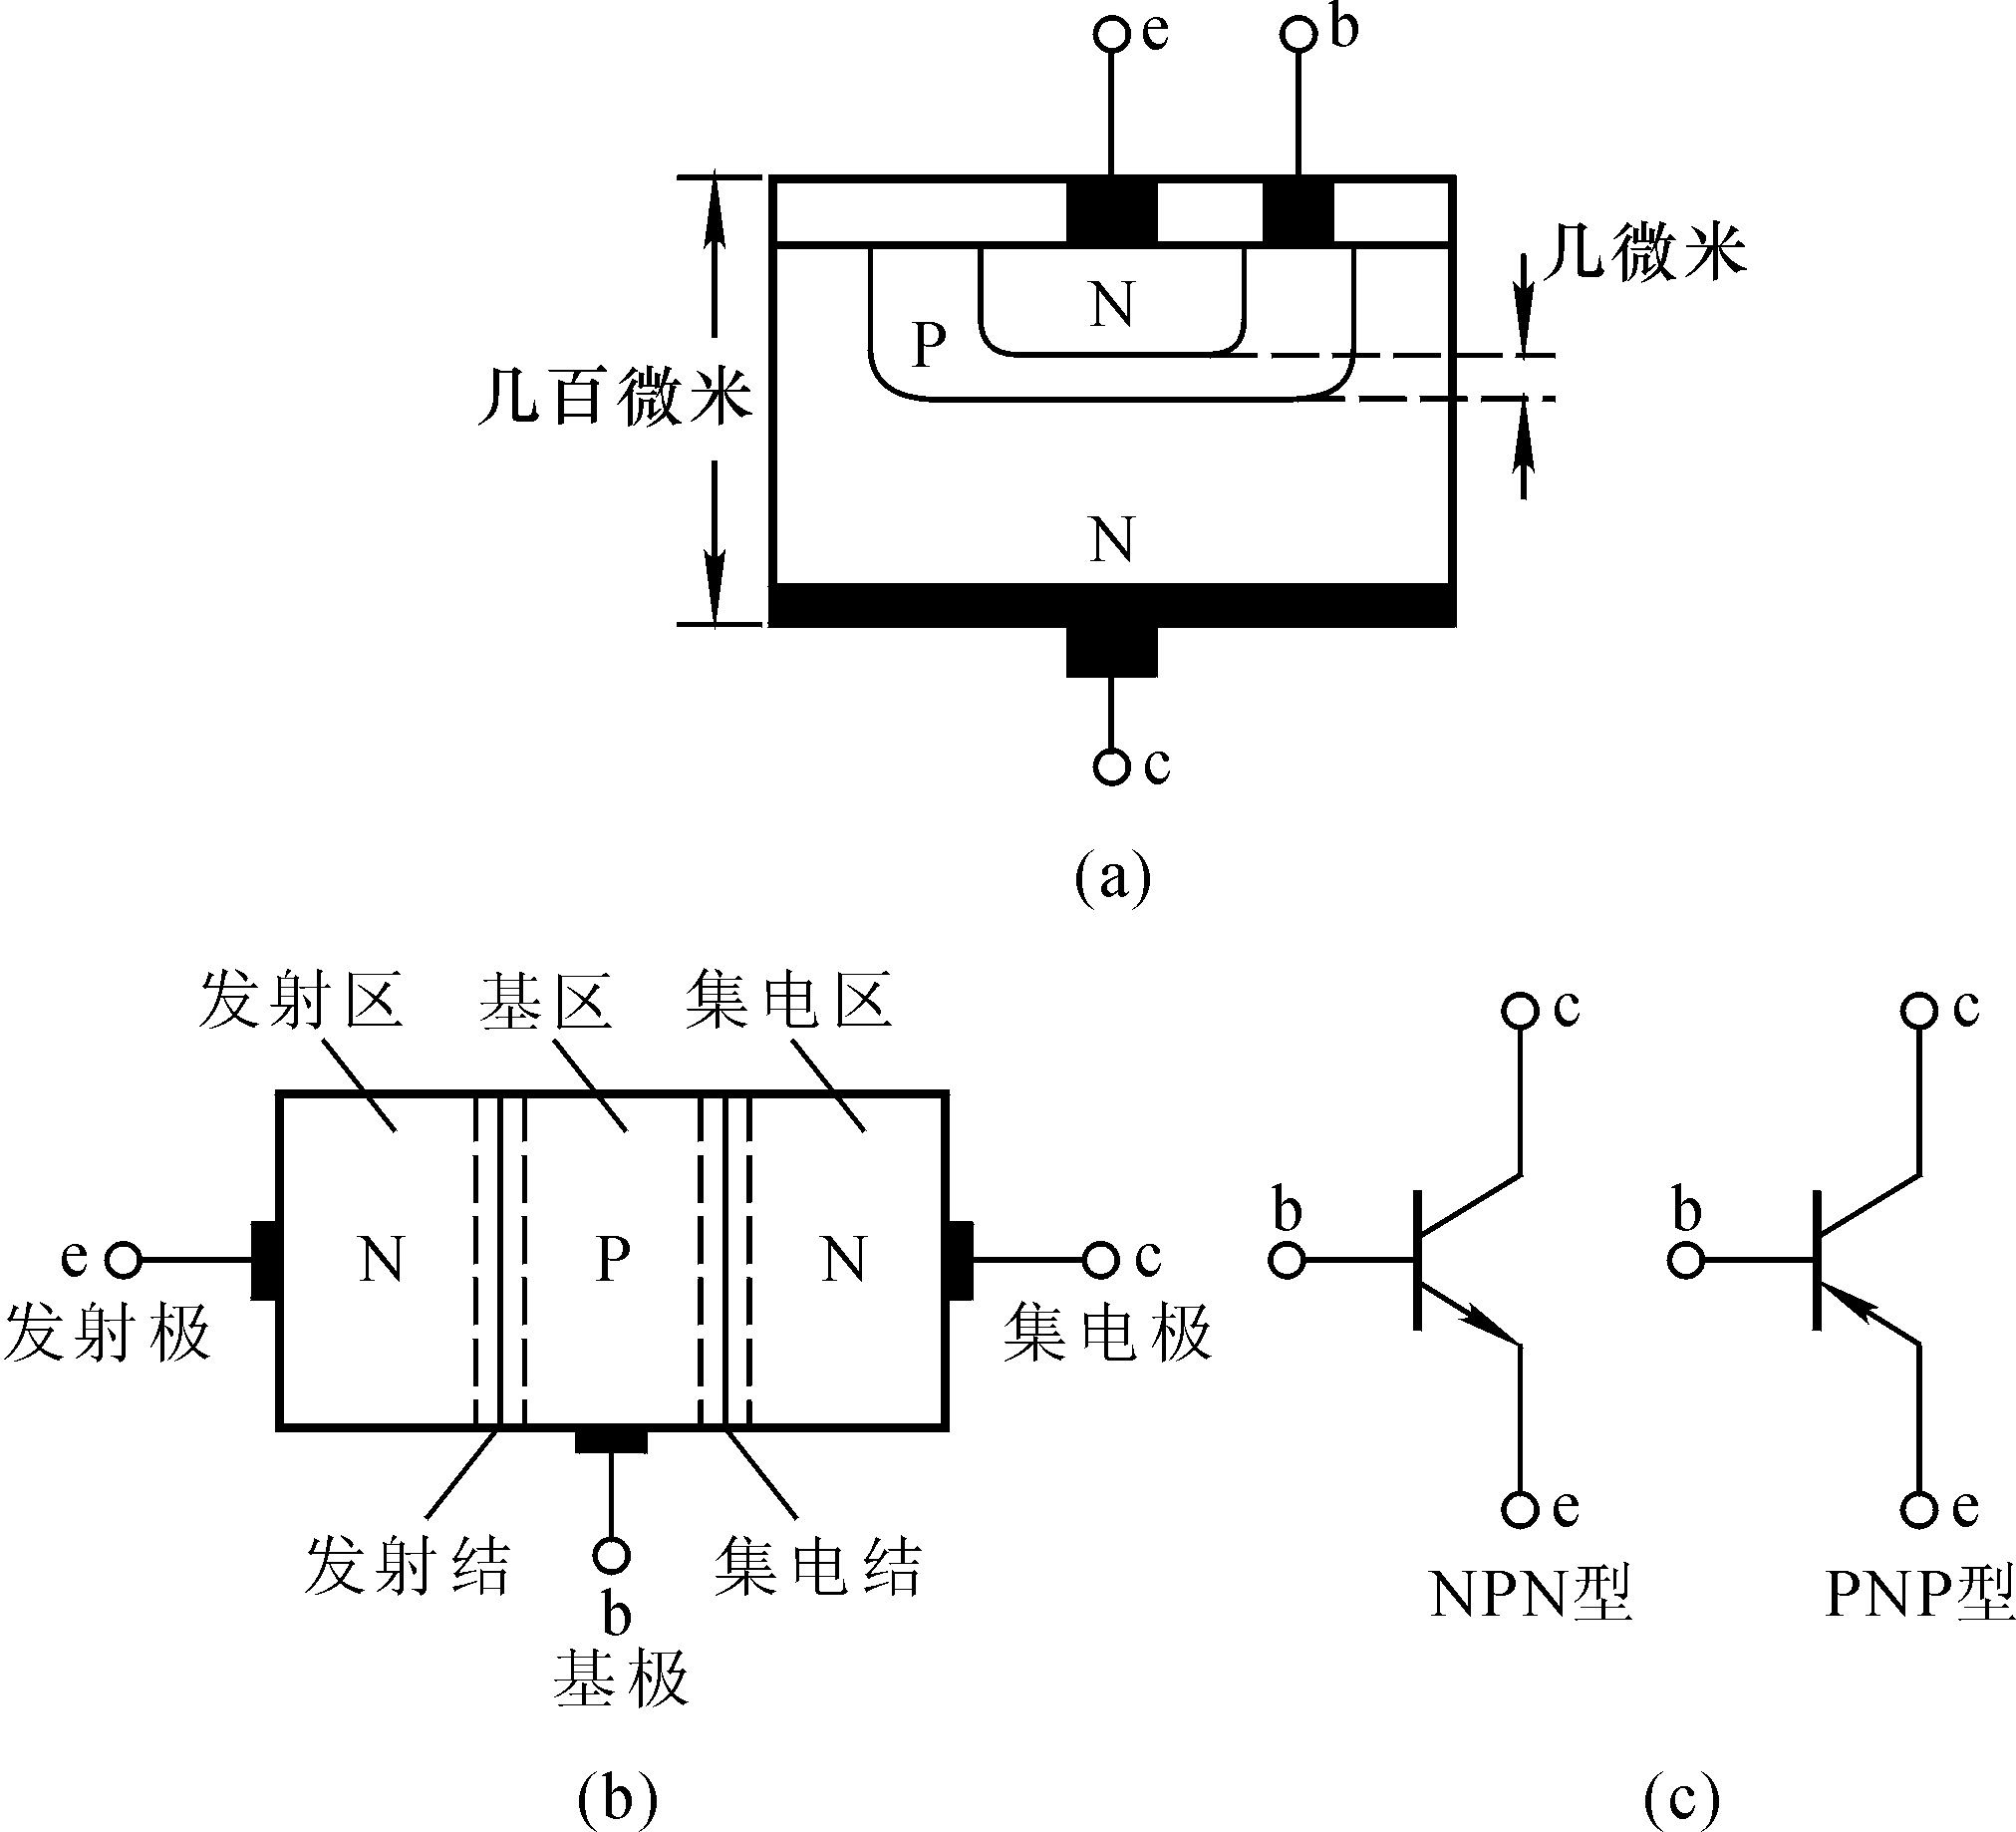 e b
几微米
N
P
几百微米
N
c
(a)
发射区 基区 集电区
c c
b b
e N P N c
发射极 集电极
e e
发射结 集电结
NPN型 PNP型
b
基极
(b) (c)